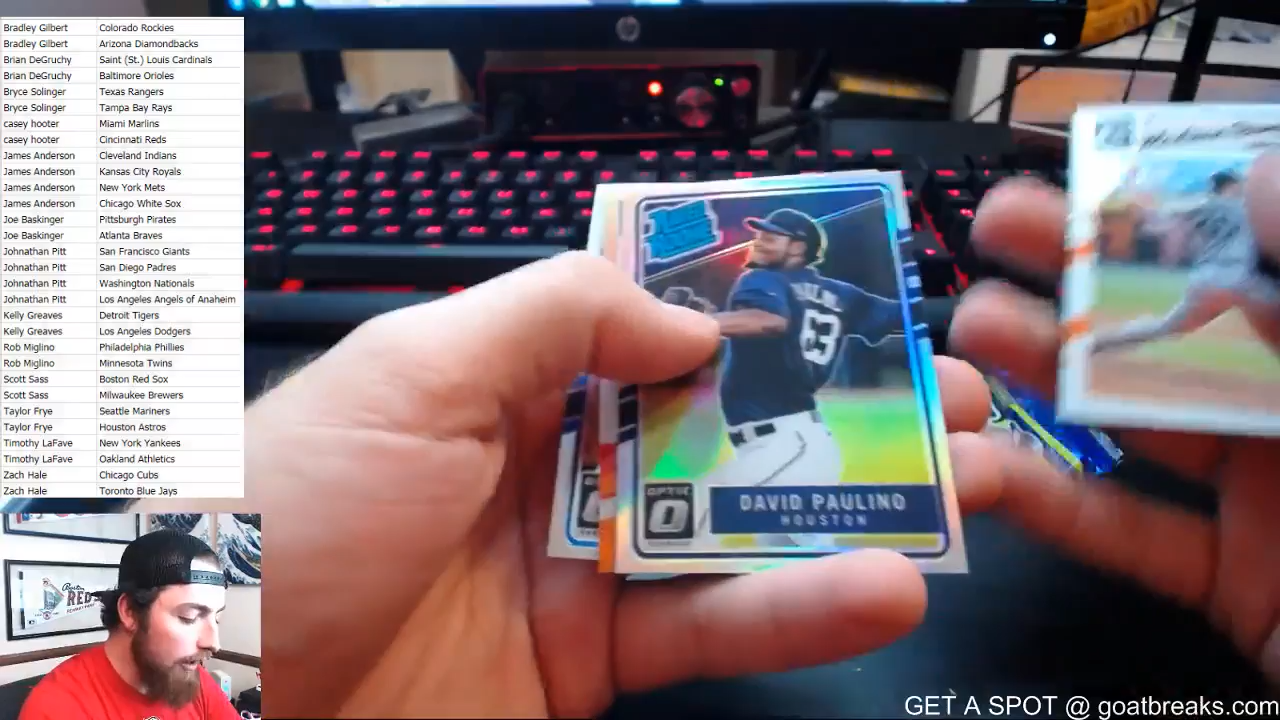 Bradley Gilbert Colorado Rockies
Bradley Gilbert Arizona Diamondbacks
Brian DeGruchy Saint (St.) Louis Cardinals
Brian DeGruchy Baltimore Orioles
Bryce Solinger Texas Rangers
Bryce Solinger Tampa Bay Rays
casey hooter Miami Marlins
casey hooter Cincinnati Reds
James Anderson Cleveland Indians
James Anderson Kansas City Royals
James Anderson New York Mets
James Anderson Chicago White Sox
Joe Baskinger Pittsburgh Pirates
Joe Baskinger Atlanta Braves
Johnathan Pitt San Francisco Giants
Johnathan Pitt San Diego Padres
Johnathan Pitt Washington Nationals
Johnathan Pitt Los Angeles Angels of Anaheim
Kelly Greaves Detroit Tigers
Kelly Greaves Los Angeles Dodgers
Rob Miglino Philadelphia Phillies
Rob Miglino Minnesota Twins
Scott Sass Boston Red Sox
Scott Sass Milwaukee Brewers
Taylor Frye Seattle Mariners
Taylor Frye Houston Astros
Timothy LaFave New York Yankees
Timothy LaFave Oakland Athletics
Zach Hale Chicago Cubs
Zach Hale Toronto Blue Jays
63
OPTIC
DAVID PAULINO
HOUSTON
RED
GET A SPOT @ goatbreaks.com